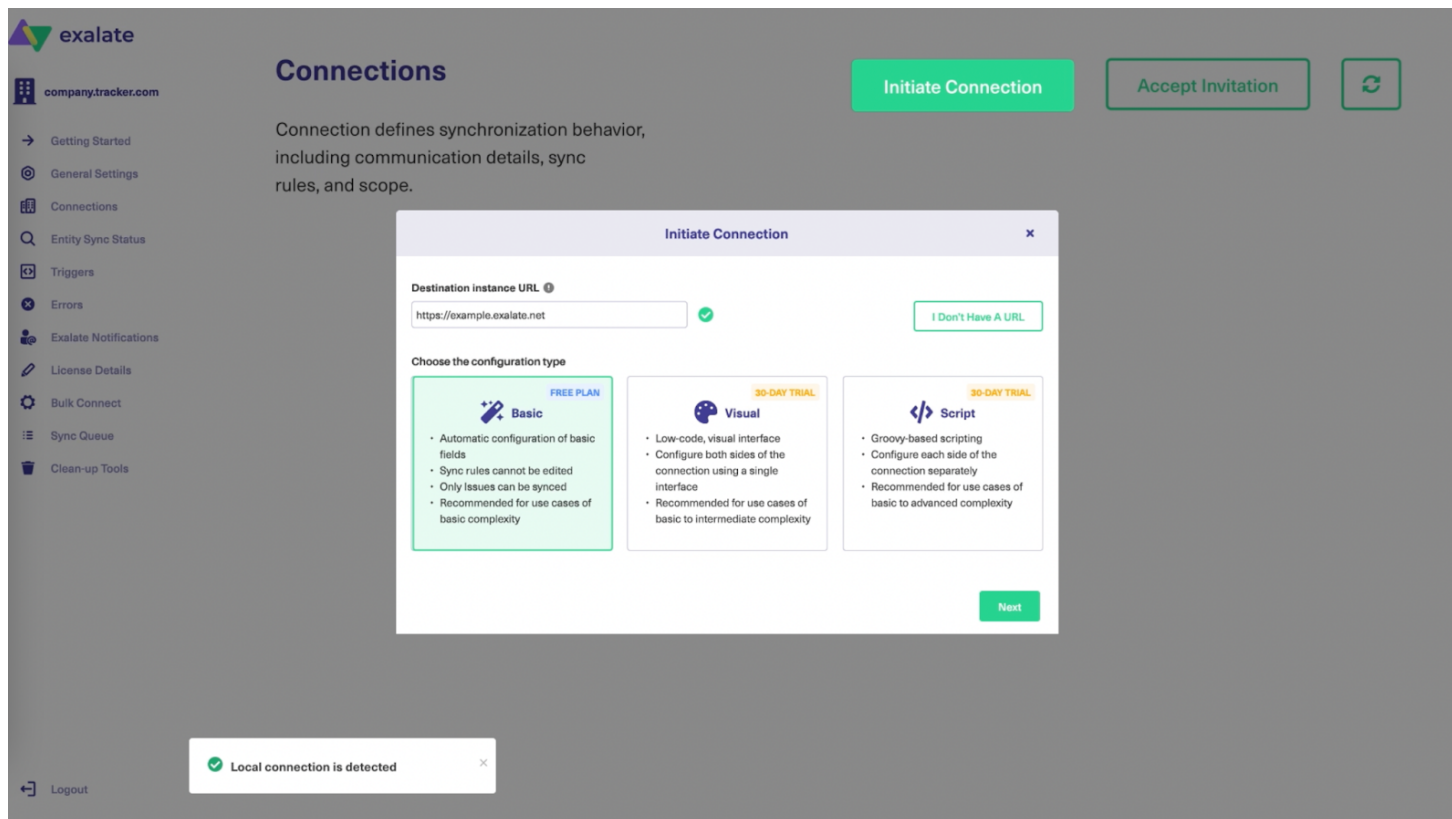 exalate
company.tracker.com
Getting Started
General Settings
Connections
Entity Sync Status
Triggers
Errors
Exalate Notifications
License Details
Bulk Connect
Sync Queue
Clean-up Tools
Logout
Connections
Connection defines synchronization behavior,
including communication details, sync
rules, and scope.
Initiate Connection
Accept Invitation
Initiate Connection
×
Destination instance URL
https://example.exalate.net
I Don't Have A URL
Choose the configuration type
FREE PLAN
Basic
• Automatic configuration of basic
fields
• Sync rules cannot be edited
• Only Issues can be synced
• Recommended for use cases of
basic complexity
30-DAY TRIAL
Visual
• Low-code, visual interface
• Configure both sides of the
connection using a single
interface
• Recommended for use cases of
basic to intermediate complexity
30-DAY TRIAL
</> Script
• Groovy-based scripting
• Configure each side of the
connection separately
• Recommended for use cases of
basic to advanced complexity
Next
Local connection is detected
×